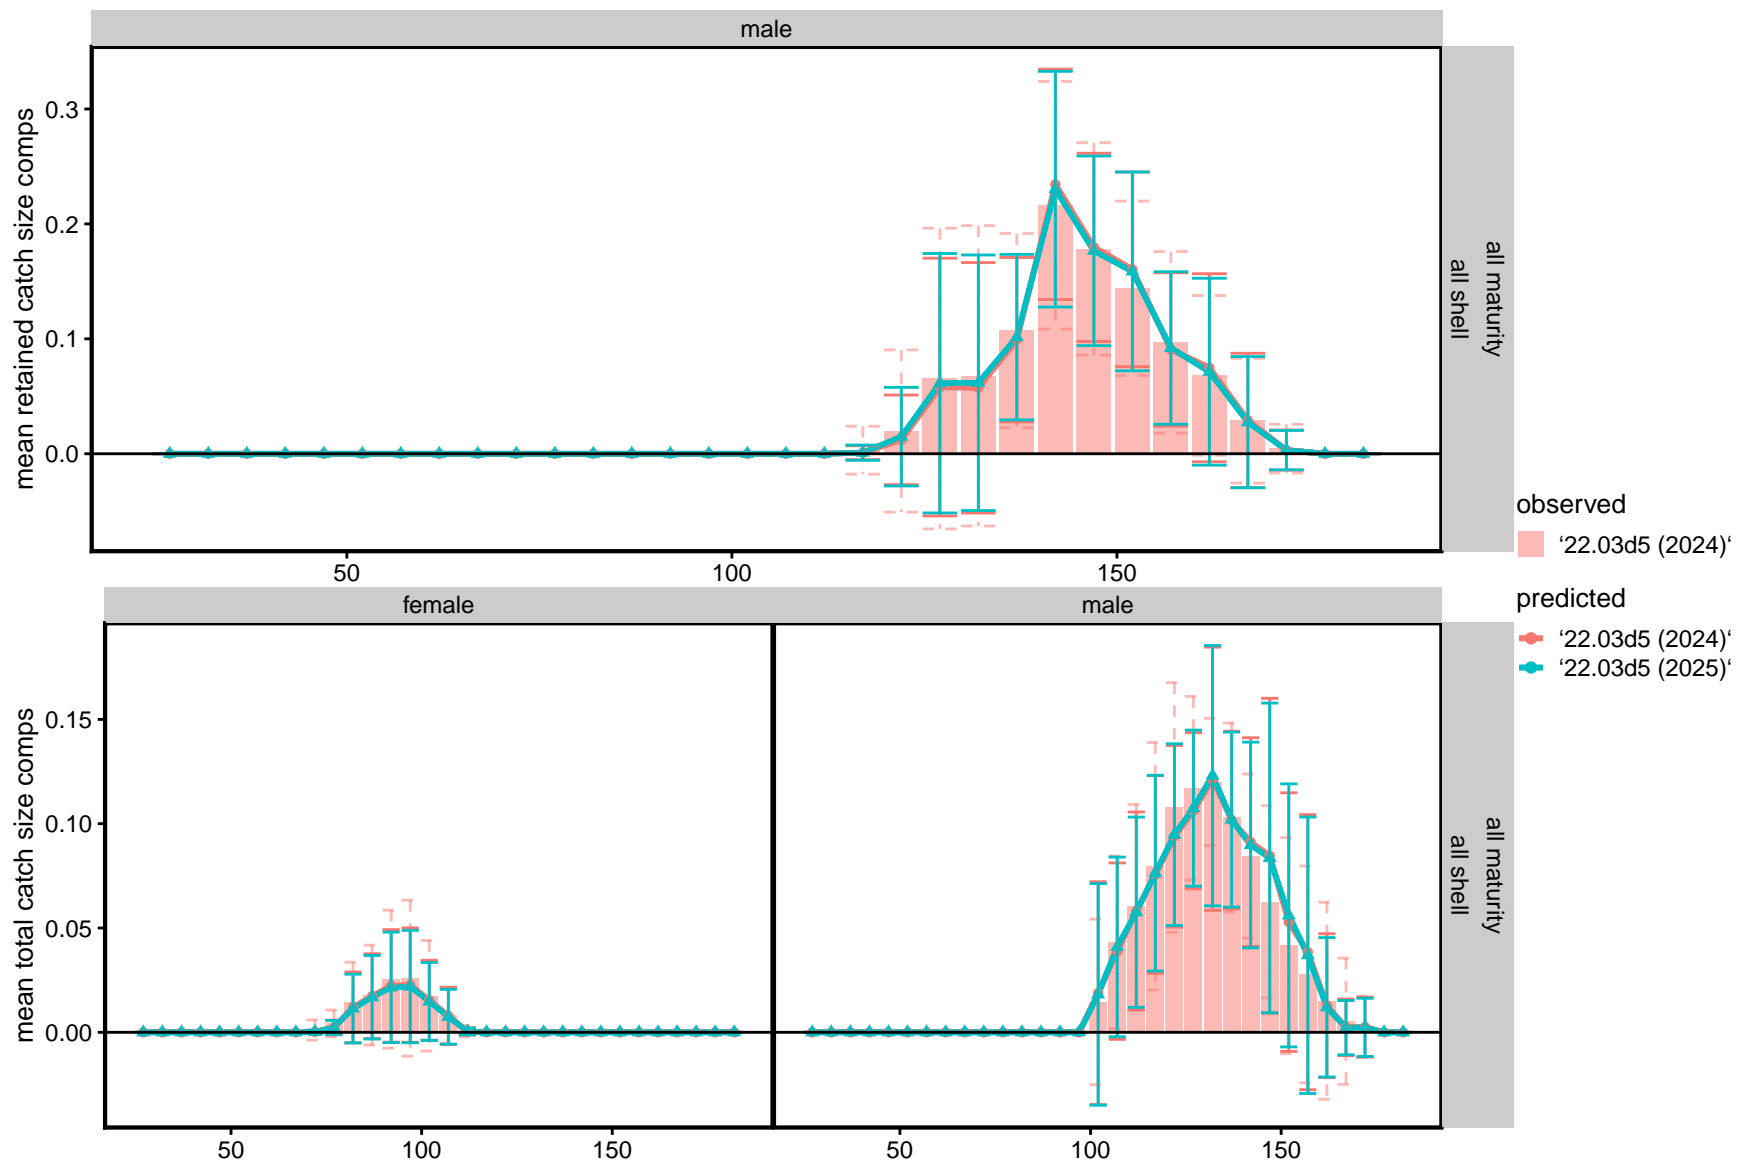 male
mean retained catch size comps
0.3
0.2
0.1
0.0
50
100
150
all maturity
all shell
female
male
mean total catch size comps
0.15
0.10
0.05
0.00
50
100
150
50
100
150
all maturity
all shell
observed
‘22.03d5 (2024)‘
predicted
‘22.03d5 (2024)‘
‘22.03d5 (2025)‘